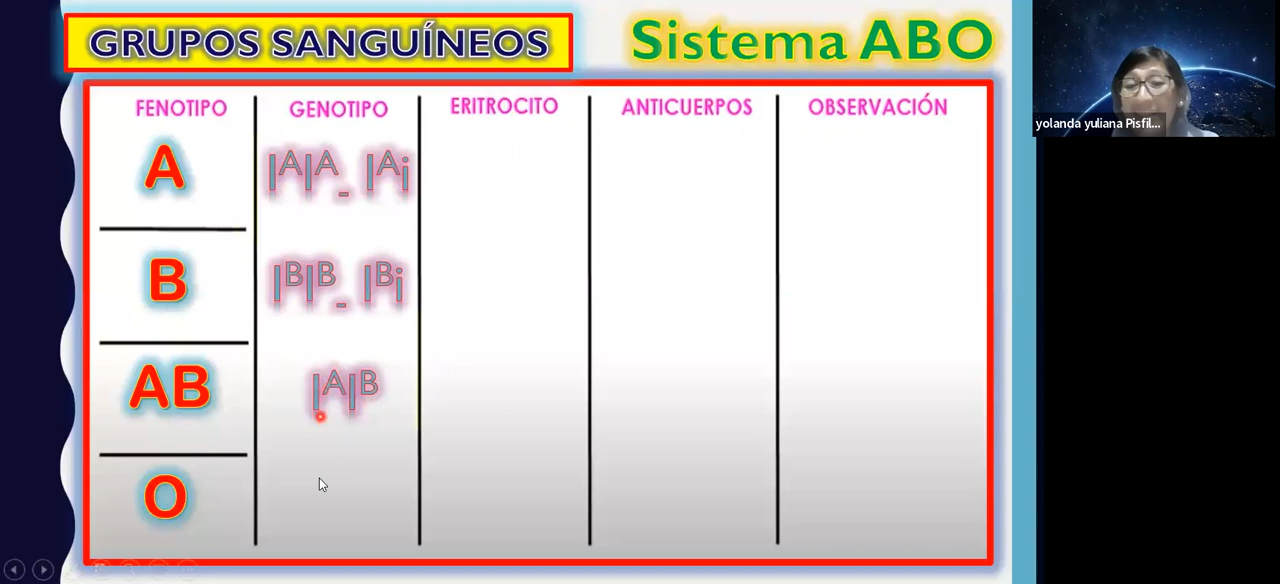 GRUPOS SANGUÍNEOS
Sistema ABO
yolanda yuliana Pisfil...
FENOTIPO GENOTIPO ERITROCITO ANTICUERPOS OBSERVACIÓN
A IᴬIᴬ_ Iᴬi
B IᴮIᴮ_ Iᴮi
AB IᴬIᴮ
O